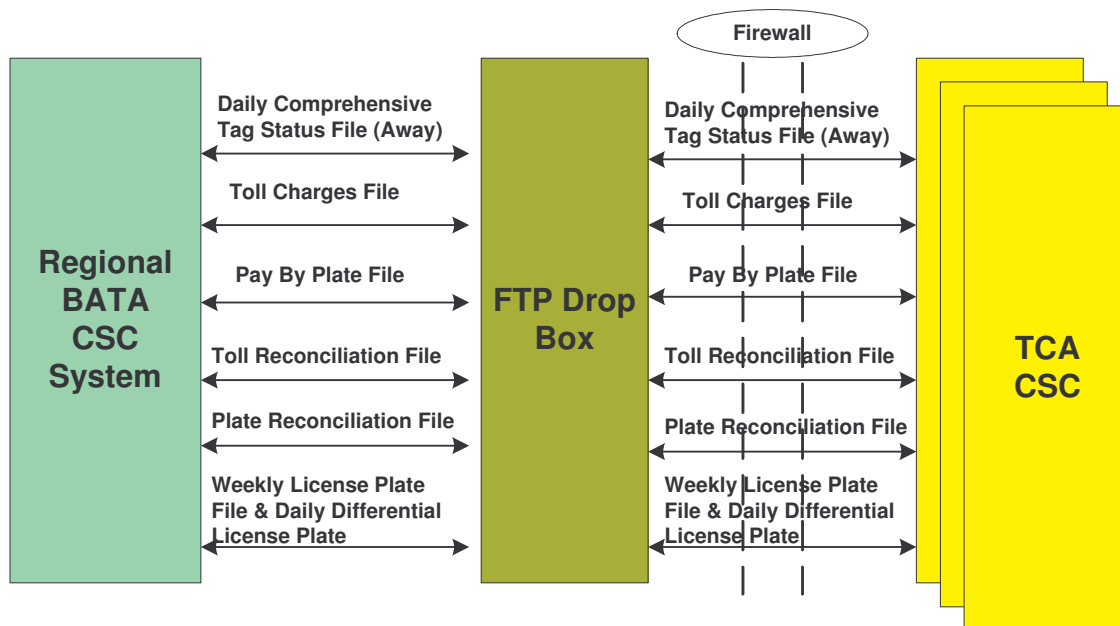 Firewall
Regional
BATA
CSC
System
Daily Comprehensive
Tag Status File (Away)
Toll Charges File
Pay By Plate File
Toll Reconciliation File
Plate Reconciliation File
Weekly License Plate
File & Daily Differential
License Plate
FTP Drop
Box
Daily Comprehensive
Tag Status File (Away)
Toll Charges File
Pay By Plate File
Toll Reconciliation File
Plate Reconciliation File
Weekly License Plate
File & Daily Differential
License Plate
TCA
CSC